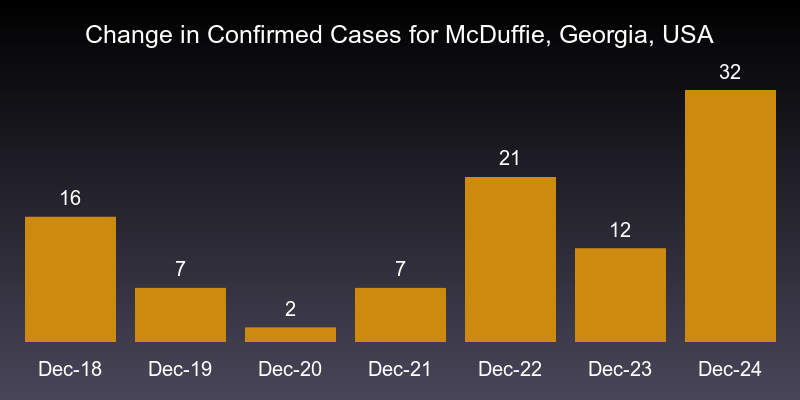 Change in Confirmed Cases for McDuffie, Georgia, USA
16
7
2
7
21
12
32
Dec-18
Dec-19
Dec-20
Dec-21
Dec-22
Dec-23
Dec-24